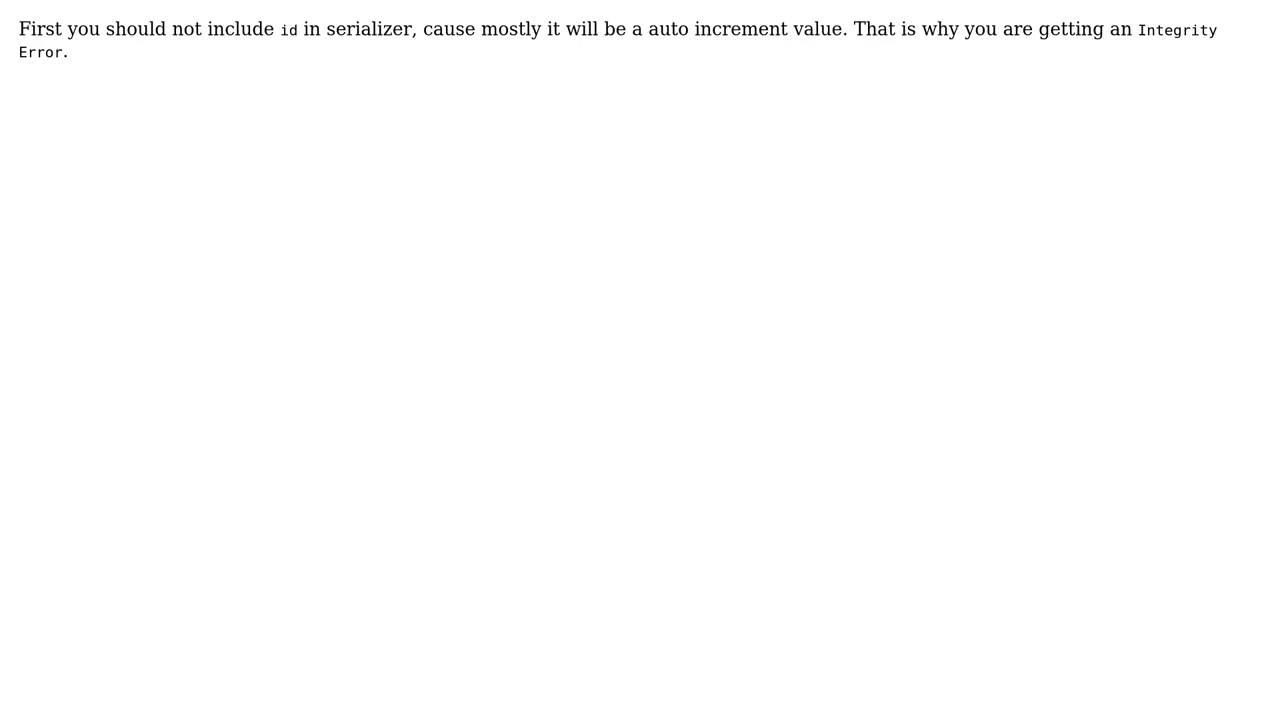 First you should not include id in serializer, cause mostly it will be a auto increment value. That is why you are getting an Integrity
Error.